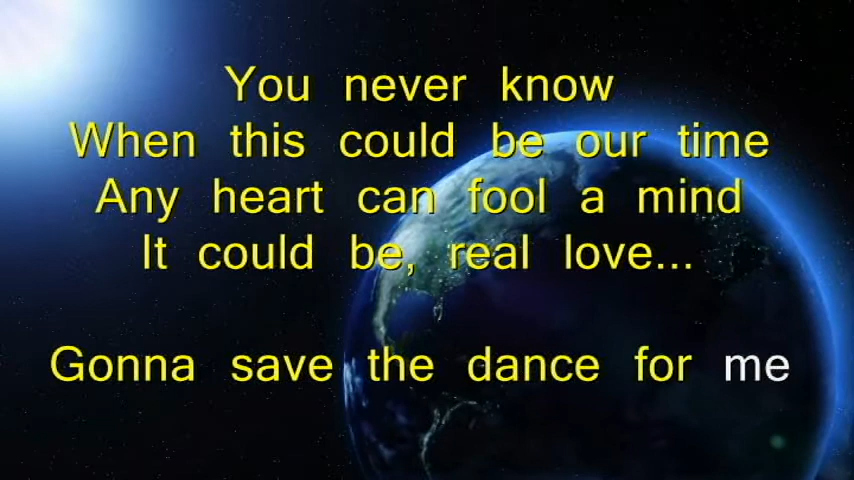 You never know
When this could be our time
Any heart can fool a mind
It could be, real love...
Gonna save the dance for me